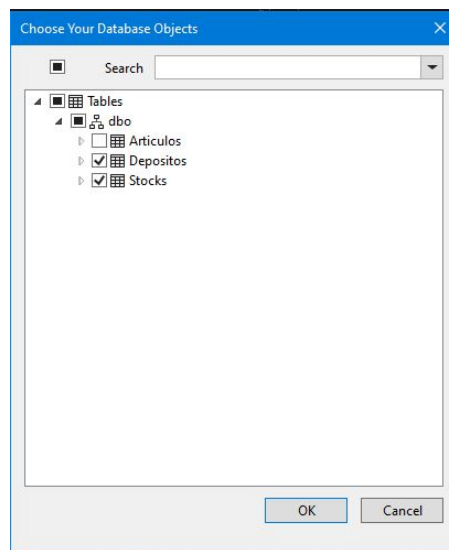 Choose Your Database Objects
Search
Tables
dbo
Articulos
Depositos
Stocks
OK Cancel